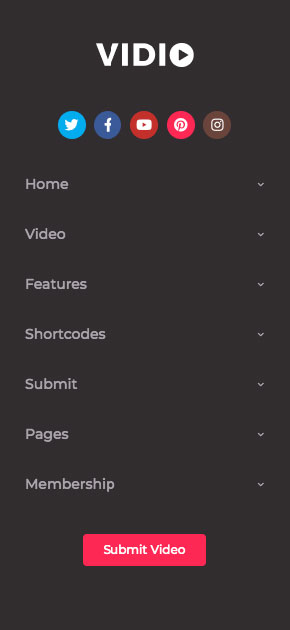 VIDIO
Home
Video
Features
Shortcodes
Submit
Pages
Membership
Submit Video